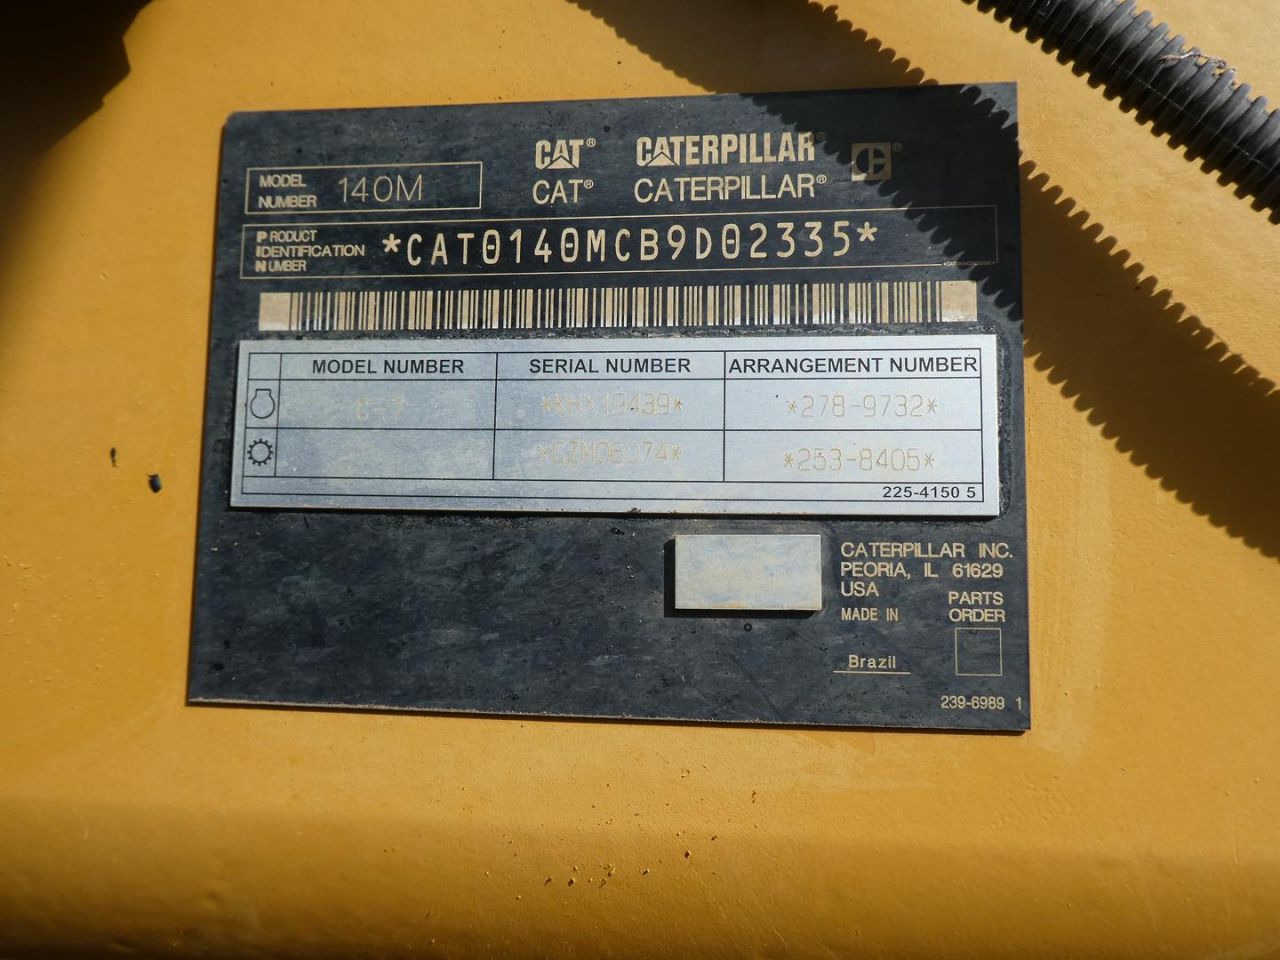 CAT® CATERPILLAR®
MODEL NUMBER 140M
CAT® CATERPILLAR®
PRODUCT IDENTIFICATION NUMBER *CAT0140MCB9D02335*
MODEL NUMBER SERIAL NUMBER ARRANGEMENT NUMBER
C-7 *KHX19439* *278-9732*
*253-8405*
225-4150 5
CATERPILLAR INC.
PEORIA, IL 61629
USA
MADE IN
PARTS ORDER
Brazil
239-6989 1